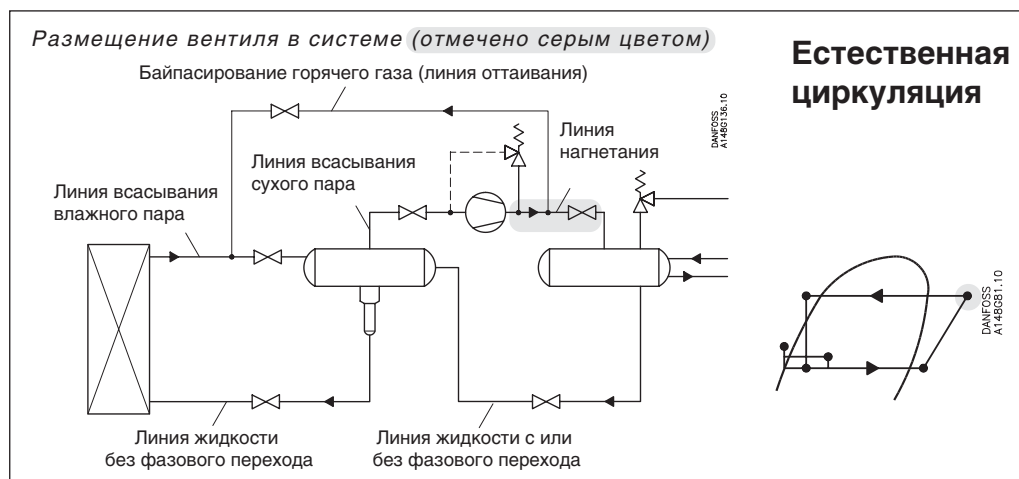 Размещение вентиля в системе (отмечено серым цветом)
Естественная
циркуляция
Байпасирование горячего газа (линия оттаивания)
DANFOSS
A148G136.10
Линия
нагнетания
Линия всасывания
сухого пара
Линия всасывания
влажного пара
DANFOSS
A148G81.10
Линия жидкости
без фазового перехода
Линия жидкости с или
без фазового перехода